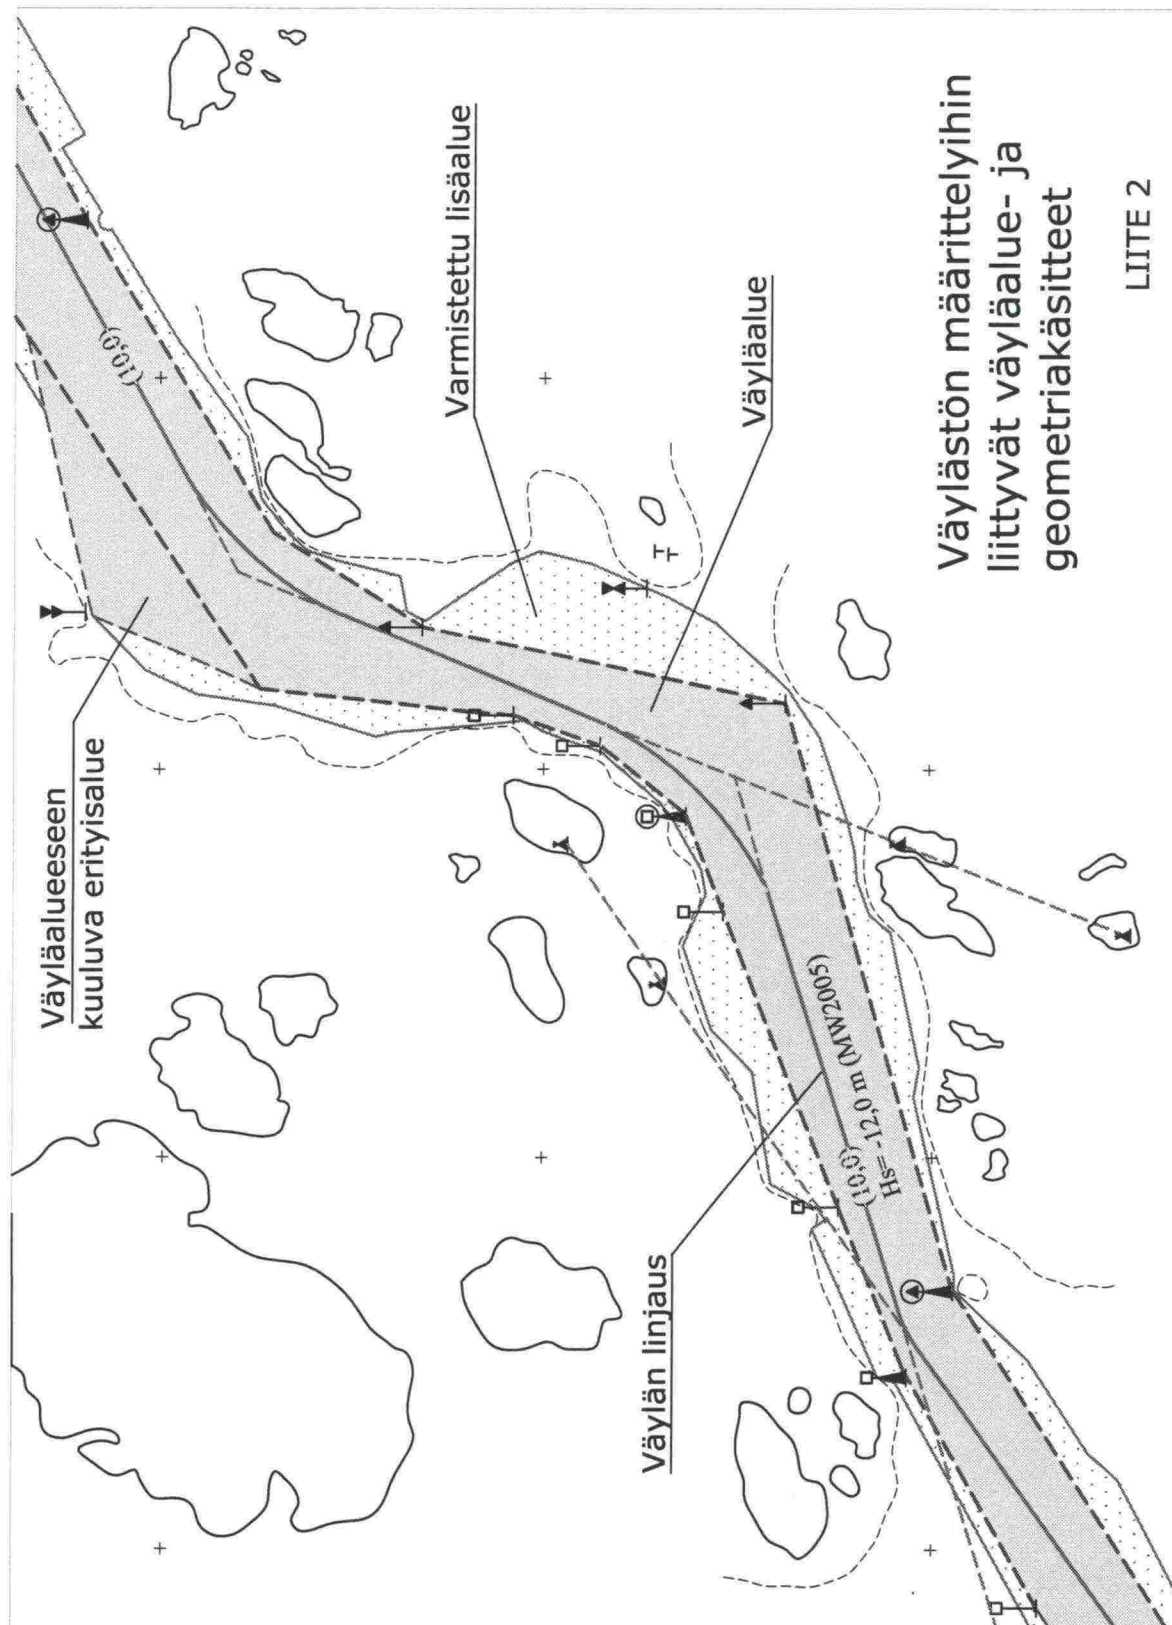 Väylästön määrittelyihin
liittyvät väyläalue- ja
geometriakäsitteet
LIITE 2
Väyläalueeseen
kuuluva erityisalue
Varmistettu lisäalue
Väyläalue
Väylän linjaus
(10,0)
(10,0)
Hs= -12,0 m (MW2005)